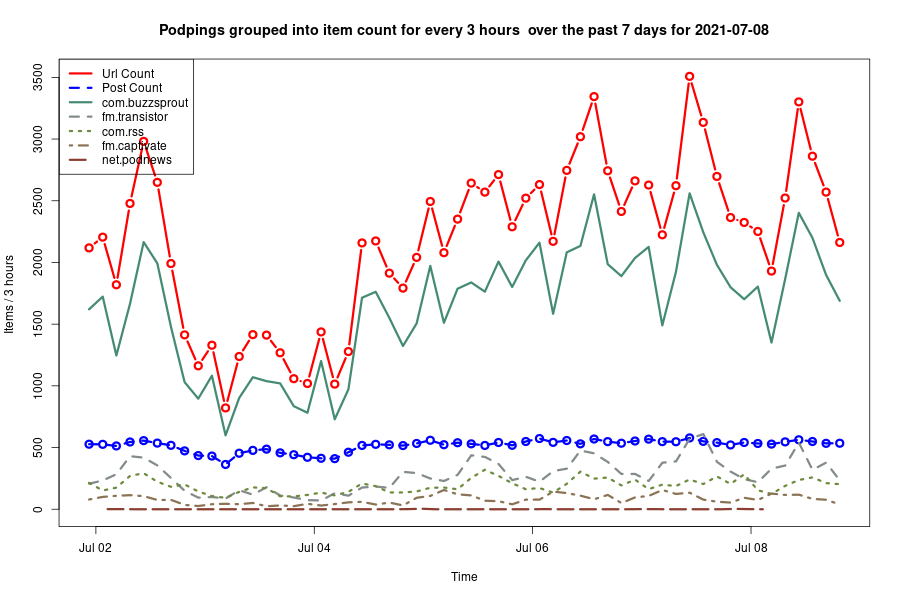 Podpings grouped into item count for every 3 hours  over the past 7 days for 2021-07-08
Url Count
Post Count
com.buzzsprout
fm.transistor
com.rss
fm.captivate
net.podnews
Items / 3 hours
3500
3000
2500
2000
1500
1000
500
0
Jul 02
Jul 04
Jul 06
Jul 08
Time